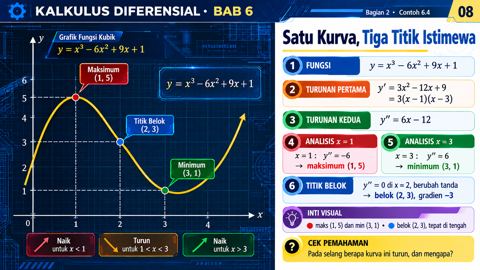 KALKULUS DIFERENSIAL • BAB 6
Bagian 2 • Contoh 6.4
08
Grafik Fungsi Kubik
y = x³ − 6x² + 9x + 1
y
Maksimum
(1, 5)
y = x³ − 6x² + 9x + 1
Titik Belok
(2, 3)
Minimum
(3, 1)
6
5
4
3
1
0
1
2
3
4
x
Naik
untuk x < 1
Turun
untuk 1 < x < 3
Naik
untuk x > 3
Satu Kurva, Tiga Titik Istimewa
1 FUNGSI y = x³ − 6x² + 9x + 1
2 TURUNAN PERTAMA y′ = 3x² − 12x + 9
= 3(x − 1)(x − 3)
3 TURUNAN KEDUA y″ = 6x − 12
4 ANALISIS x = 1
x = 1 : y″ = −6
→ maksimum (1, 5)
5 ANALISIS x = 3
x = 3 : y″ = 6
→ minimum (3, 1)
6 TITIK BELOK y″ = 0 di x = 2, berubah tanda
→ belok (2, 3), gradien −3
INTI VISUAL
• maks (1, 5) dan min (3, 1) • belok (2, 3), tepat di tengah
? CEK PEMAHAMAN
Pada selang berapa kurva ini turun, dan mengapa?